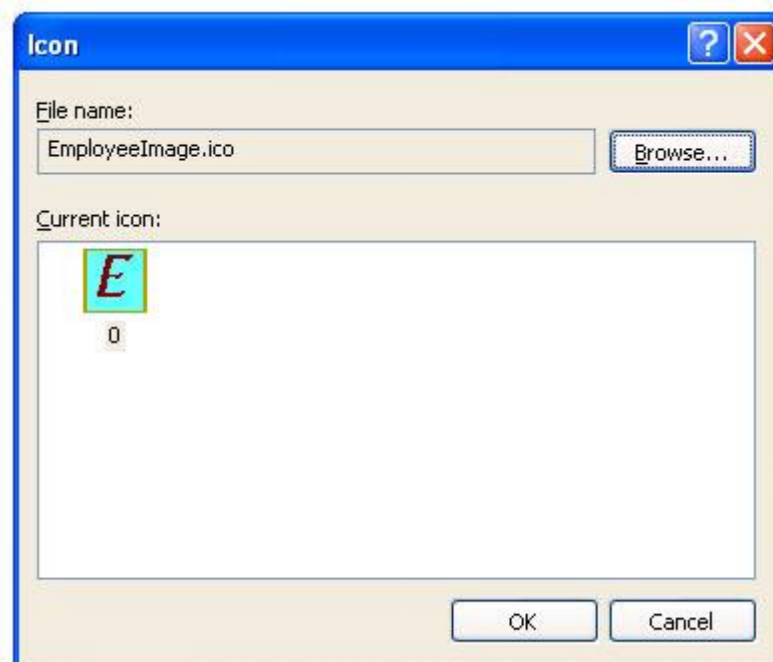 Icon
File name:
EmployeeImage.ico
Browse...
Current icon:
E
0
OK Cancel